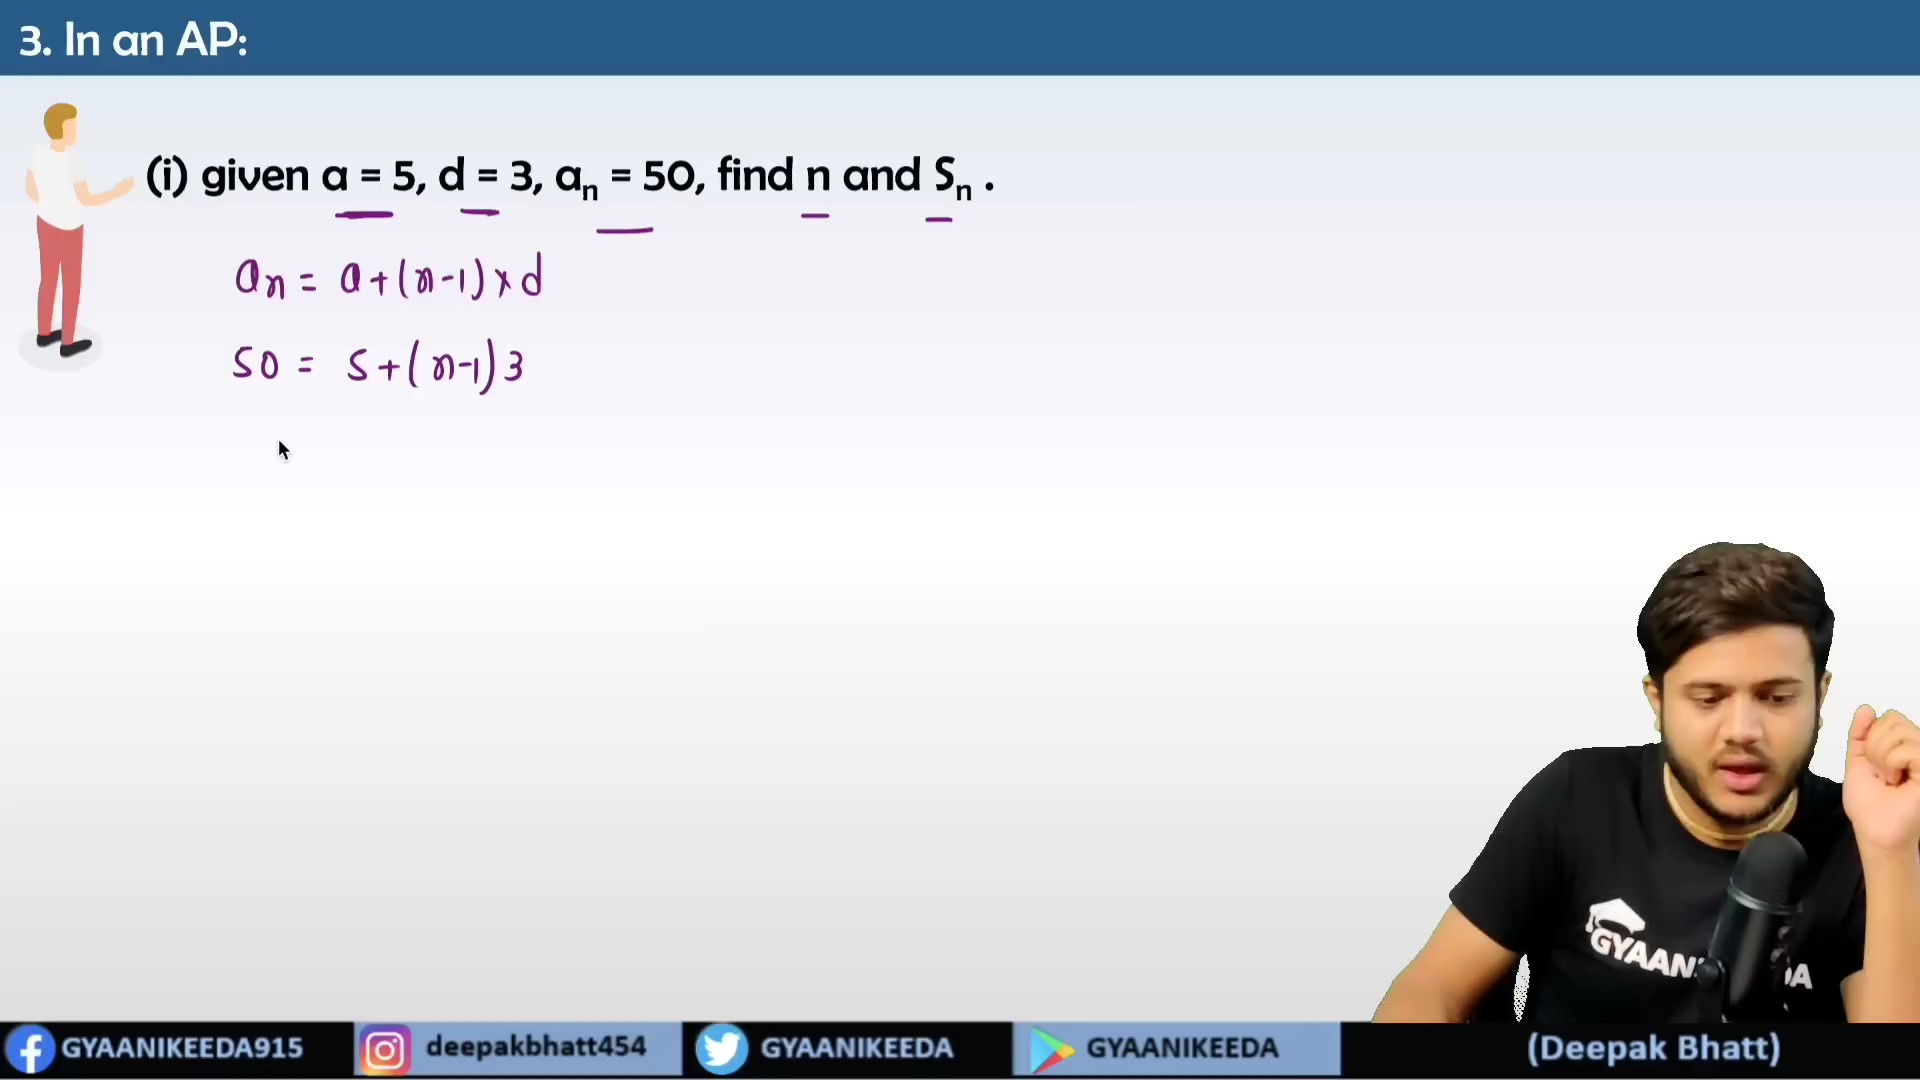 3. In an AP:
(i) given a = 5, d = 3, aₙ = 50, find n and Sₙ .
an = a+(n-1)×d
50 = 5+(n-1)3
GYAANIKEEDA915
deepakbhatt454
GYAANIKEEDA
GYAANIKEEDA
(Deepak Bhatt)